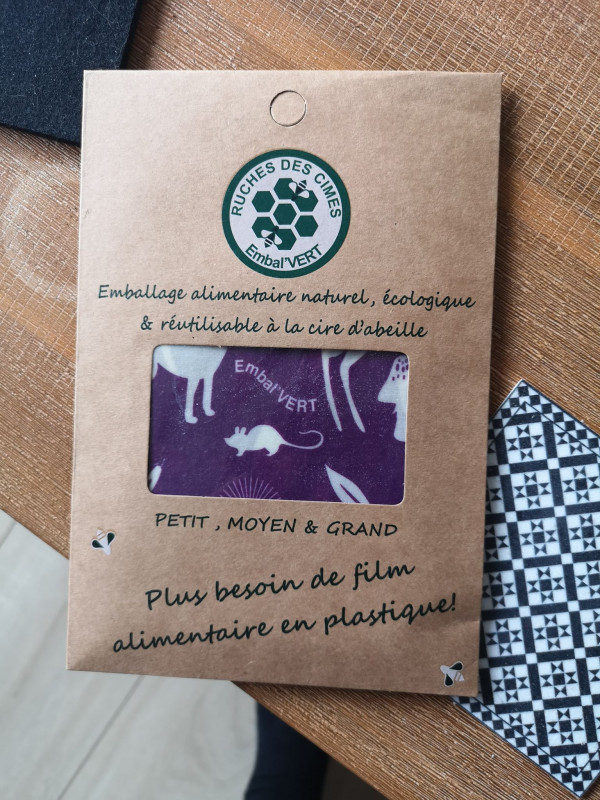 RUCHES DES CIMES
Embal'VERT
Emballage alimentaire naturel, écologique
& réutilisable à la cire d'abeille
Embal'VERT
PETIT, MOYEN & GRAND
Plus besoin de film
alimentaire en plastique!